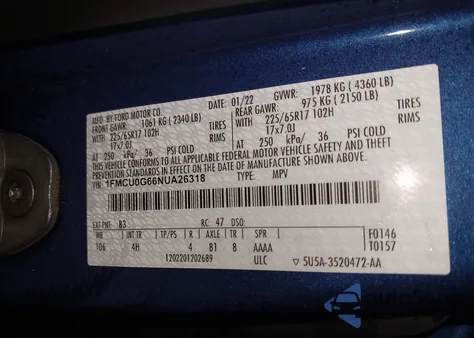 MFD. BY FORD MOTOR CO.
DATE: 01/22 GVWR: 1978 KG ( 4360 LB)
FRONT GAWR: 1061 KG ( 2340 LB) REAR GAWR: 975 KG ( 2150 LB)
WITH 225/65R17 102H TIRES WITH 225/65R17 102H TIRES
17x7.0J RIMS 17x7.0J RIMS
AT 250 kPa/ 36 PSI COLD AT 250 kPa/ 36 PSI COLD
THIS VEHICLE CONFORMS TO ALL APPLICABLE FEDERAL MOTOR VEHICLE SAFETY AND THEFT
PREVENTION STANDARDS IN EFFECT ON THE DATE OF MANUFACTURE SHOWN ABOVE.
VIN: 1FMCU0G66NUA26318 TYPE: MPV
EXT PNT: B3 RC: 47 DSO:
WB INT TR TP/PS R AXLE TR SPR F0146
106 4H 4 B1 8 AAAA T0157
1202201202689 ULC ▽ 5U5A-3520472-AA